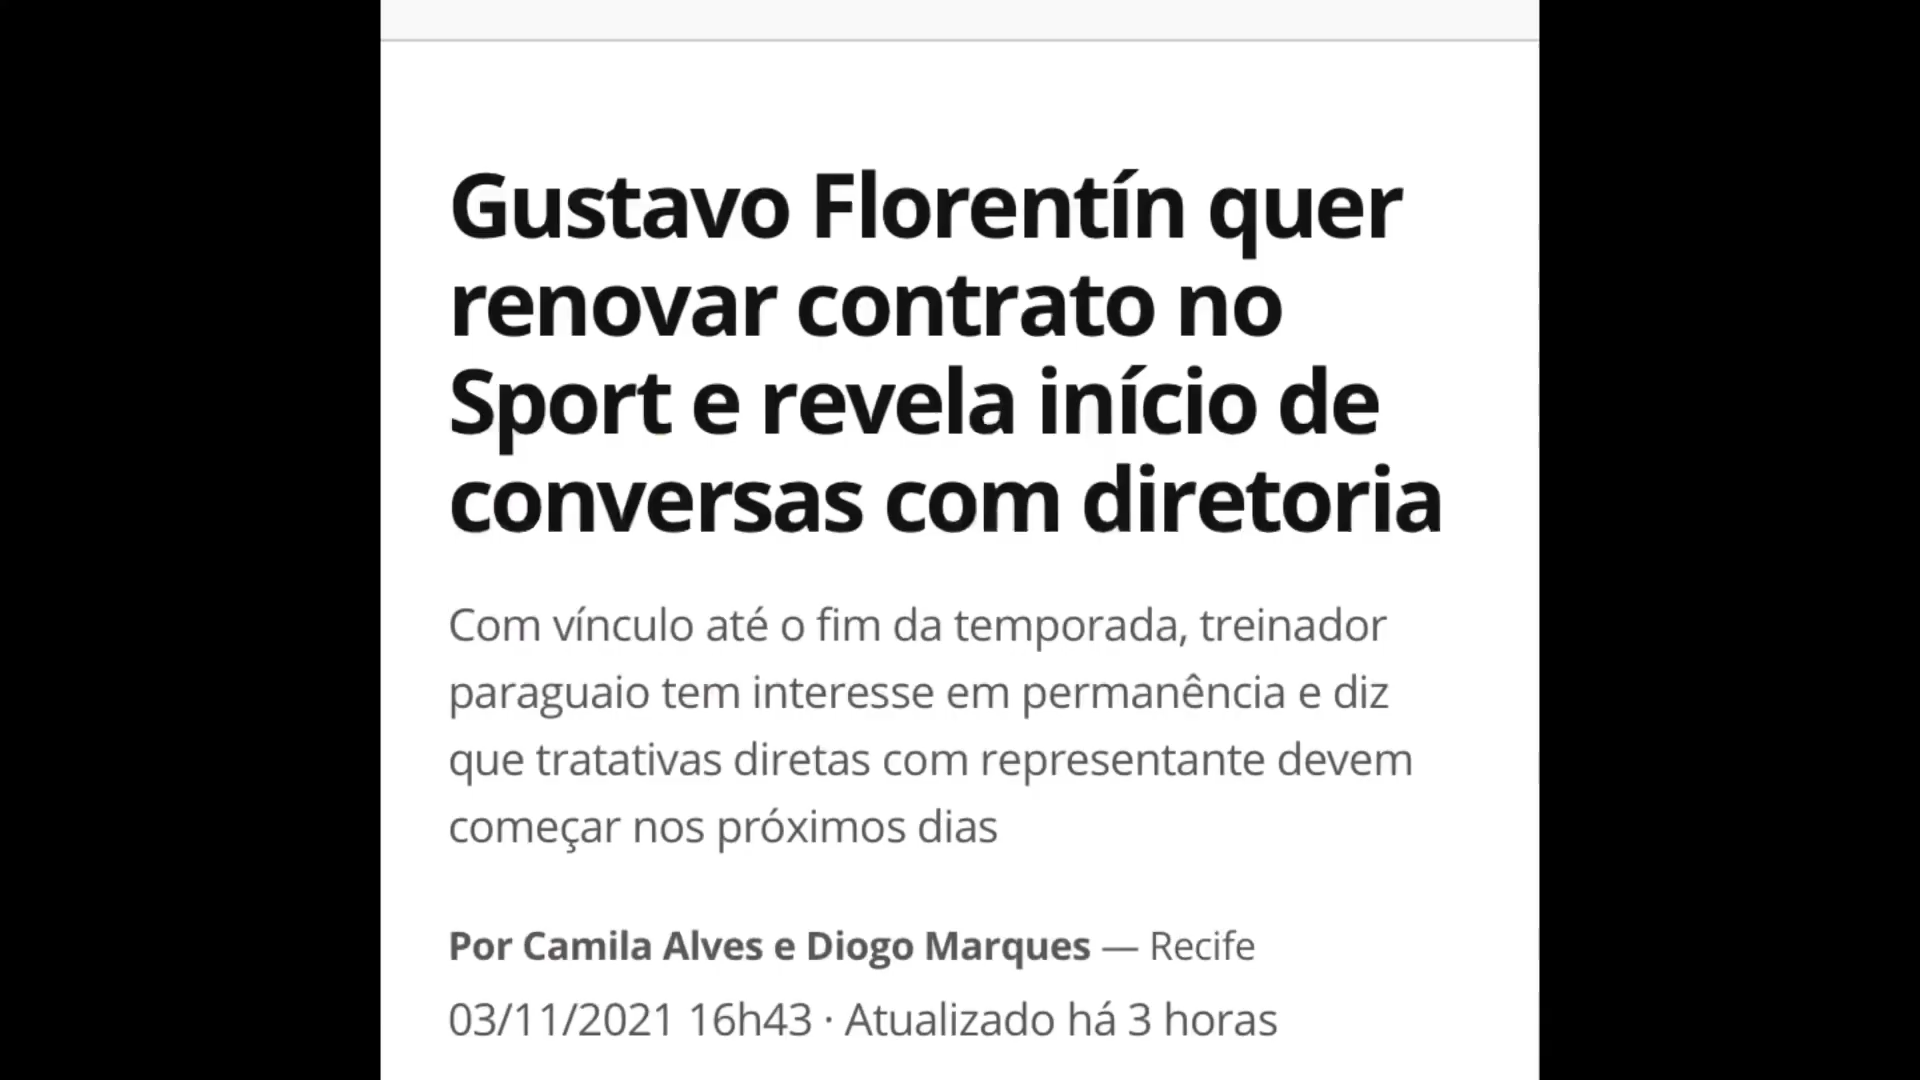 Gustavo Florentín quer
renovar contrato no
Sport e revela início de
conversas com diretoria
Com vínculo até o fim da temporada, treinador
paraguaio tem interesse em permanência e diz
que tratativas diretas com representante devem
começar nos próximos dias
Por Camila Alves e Diogo Marques — Recife
03/11/2021 16h43 · Atualizado há 3 horas